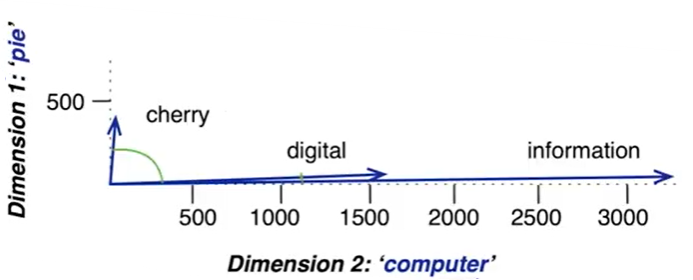 Dimension 1: ‘pie’
500
cherry
digital
information
500 1000 1500 2000 2500 3000
Dimension 2: ‘computer’